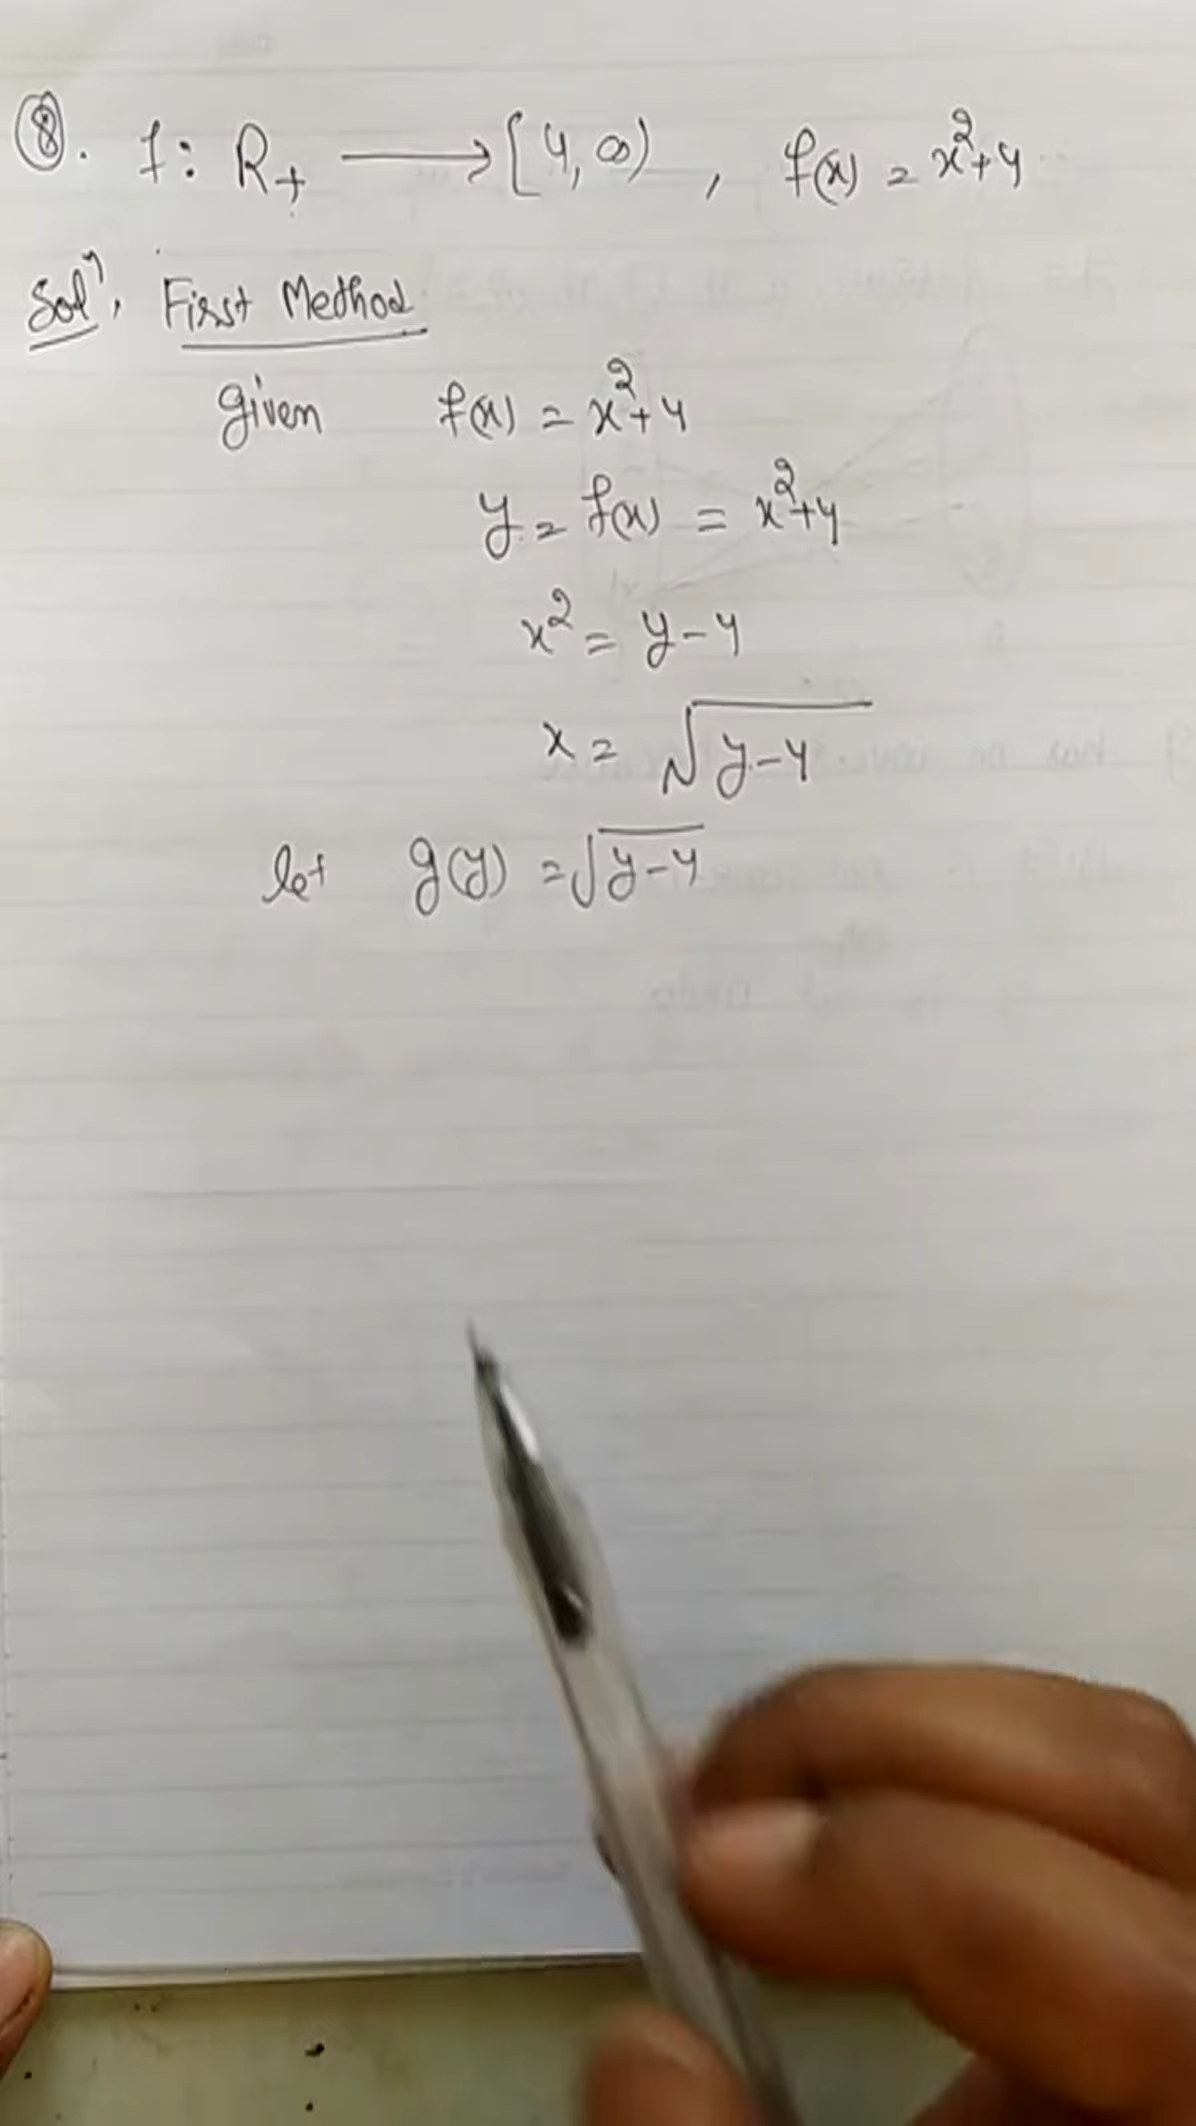 ⑧. f: R₊ ⟶ [4, ∞) , f(x) = x²+4
Solⁿ, First Method
given f(x) = x²+4
y = f(x) = x²+4
x² = y-4
x = √(y-4)
let g(y) = √(y-4)